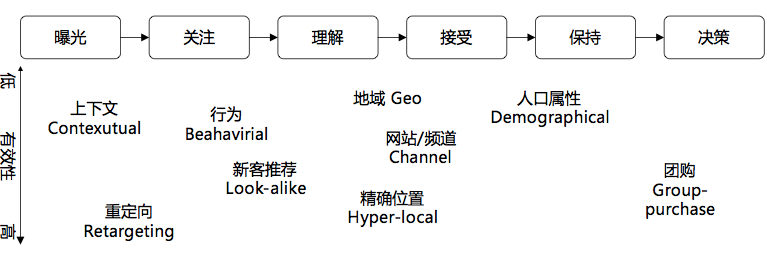 曝光
关注
理解
接受
保持
决策
低
有效性
高
上下文
Contexutual
行为
Beahavirial
地域 Geo
人口属性
Demographical
网站/频道
Channel
新客推荐
Look-alike
团购
Group-
purchase
精确位置
Hyper-local
重定向
Retargeting